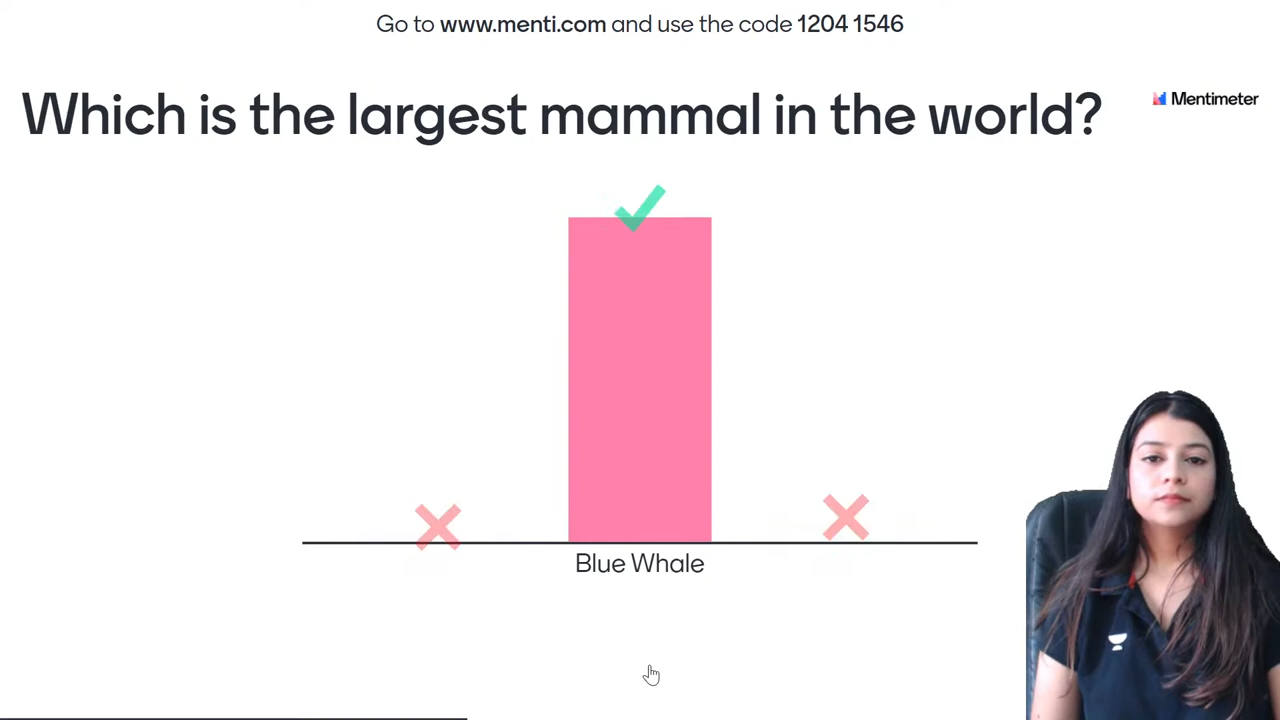 Go to www.menti.com and use the code 1204 1546
Which is the largest mammal in the world?
Mentimeter
Blue Whale